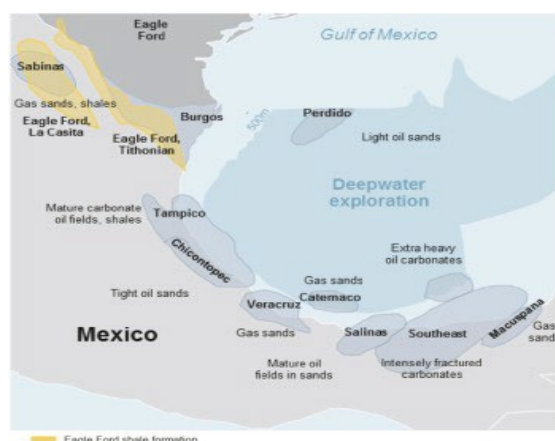 Eagle
Ford
Gulf of Mexico
Sabinas
Gas sands, shales
Eagle Ford,
La Casita
Burgos
Eagle Ford,
Tithonian
500m
Perdido
Light oil sands
Deepwater
exploration
Mature carbonate
oil fields, shales
Tampico
Chicontopec
Extra heavy
oil carbonates
Tight oil sands
Gas sands
Catemaco
Veracruz
Gas sands
Mexico
Salinas
Southeast
Macuspana
Gas
sand
Mature oil
fields in sands
Intensely fractured
carbonates
Eagle Ford shale formation